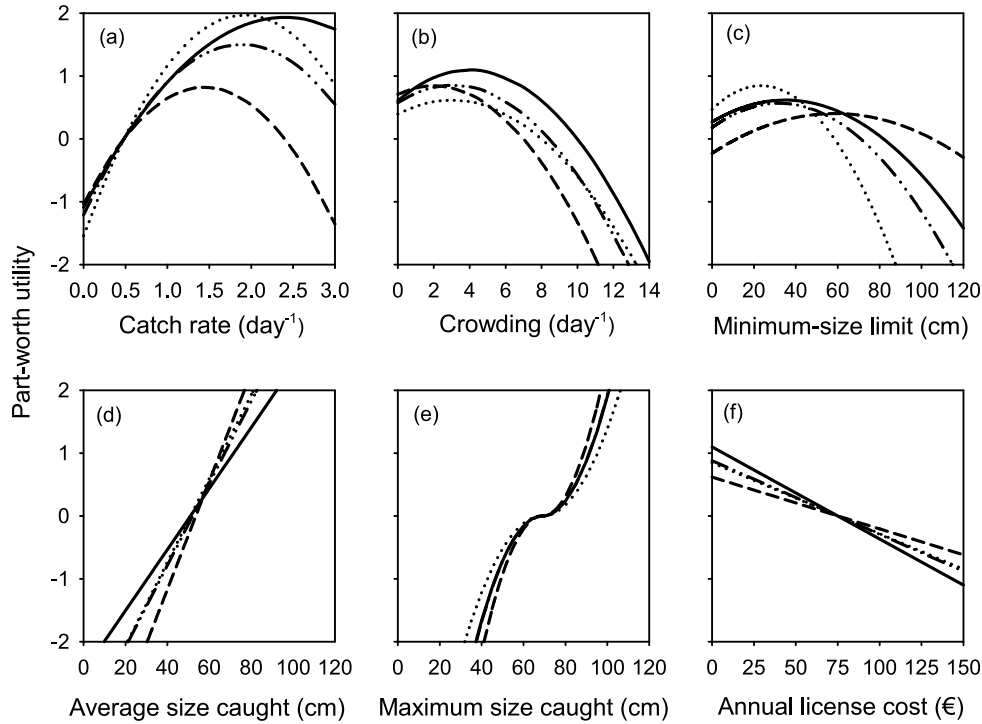 (a) (b) (c)
2
1
0
-1
-2
0.0 0.5 1.0 1.5 2.0 2.5 3.0 0 2 4 6 8 10 12 14 0 20 40 60 80 100 120
Catch rate (day⁻¹) Crowding (day⁻¹) Minimum-size limit (cm)
Part-worth utility
(d) (e) (f)
2
1
0
-1
-2
0 20 40 60 80 100 120 0 20 40 60 80 100 120 0 25 50 75 100 125 150
Average size caught (cm) Maximum size caught (cm) Annual license cost (€)